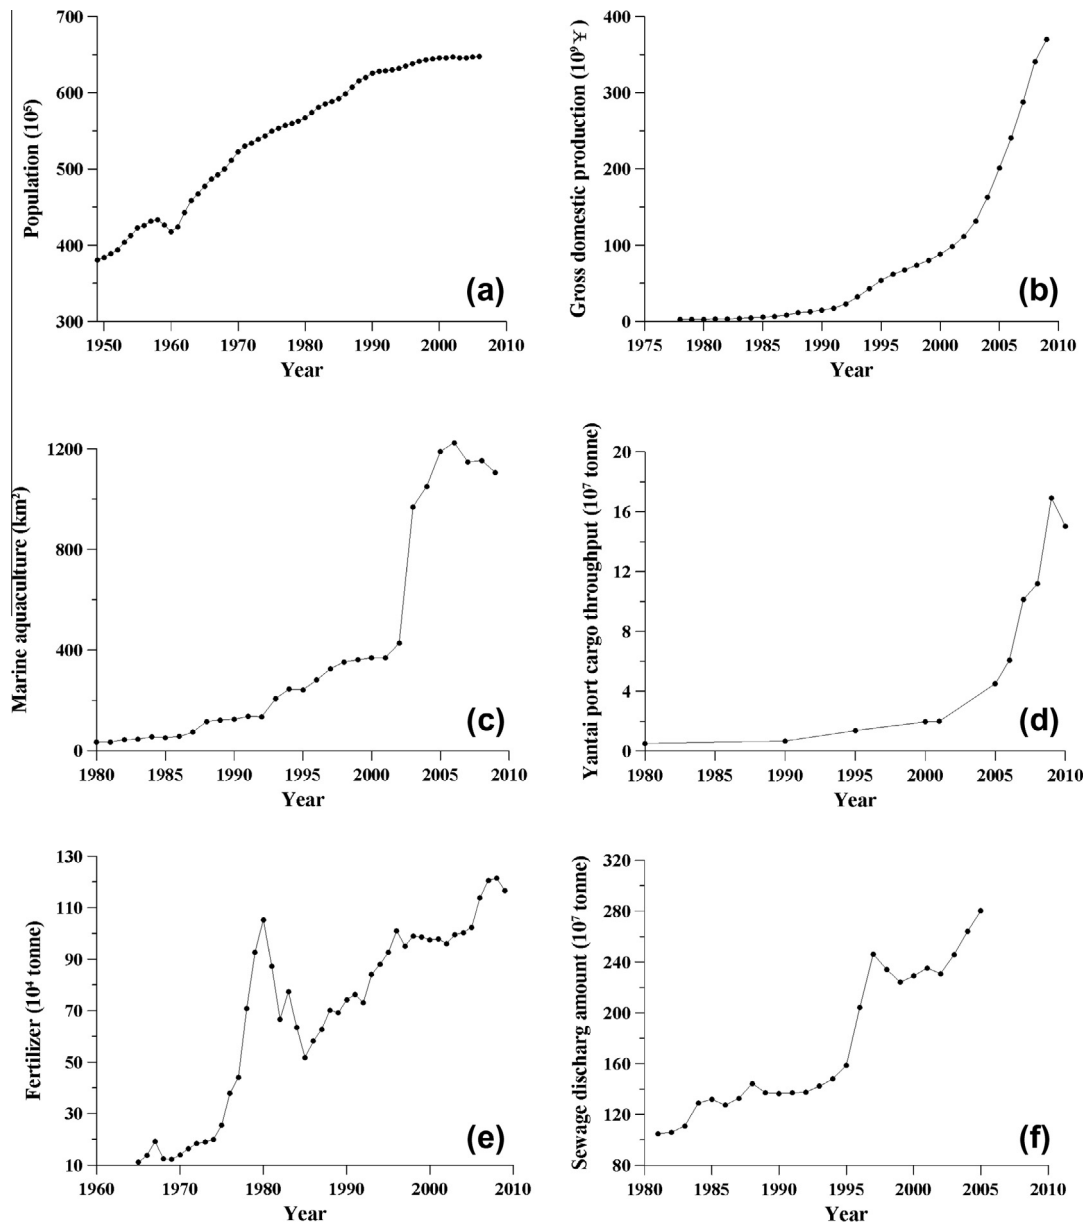 700
600
500
400
300
Population (10⁵)
1950 1960 1970 1980 1990 2000 2010
Year
(a)
400
300
200
100
0
Gross domestic production (10⁹ ¥)
1975 1980 1985 1990 1995 2000 2005 2010
Year
(b)
1200
800
400
0
Marine aquaculture (km²)
1980 1985 1990 1995 2000 2005 2010
Year
(c)
20
16
12
8
4
0
Yantai port cargo throughput (10⁷ tonne)
1980 1985 1990 1995 2000 2005 2010
Year
(d)
130
110
90
70
50
30
10
Fertilizer (10⁴ tonne)
1960 1970 1980 1990 2000 2010
Year
(e)
320
280
240
200
160
120
80
Sewage discharg amount (10⁷ tonne)
1980 1985 1990 1995 2000 2005 2010
Year
(f)